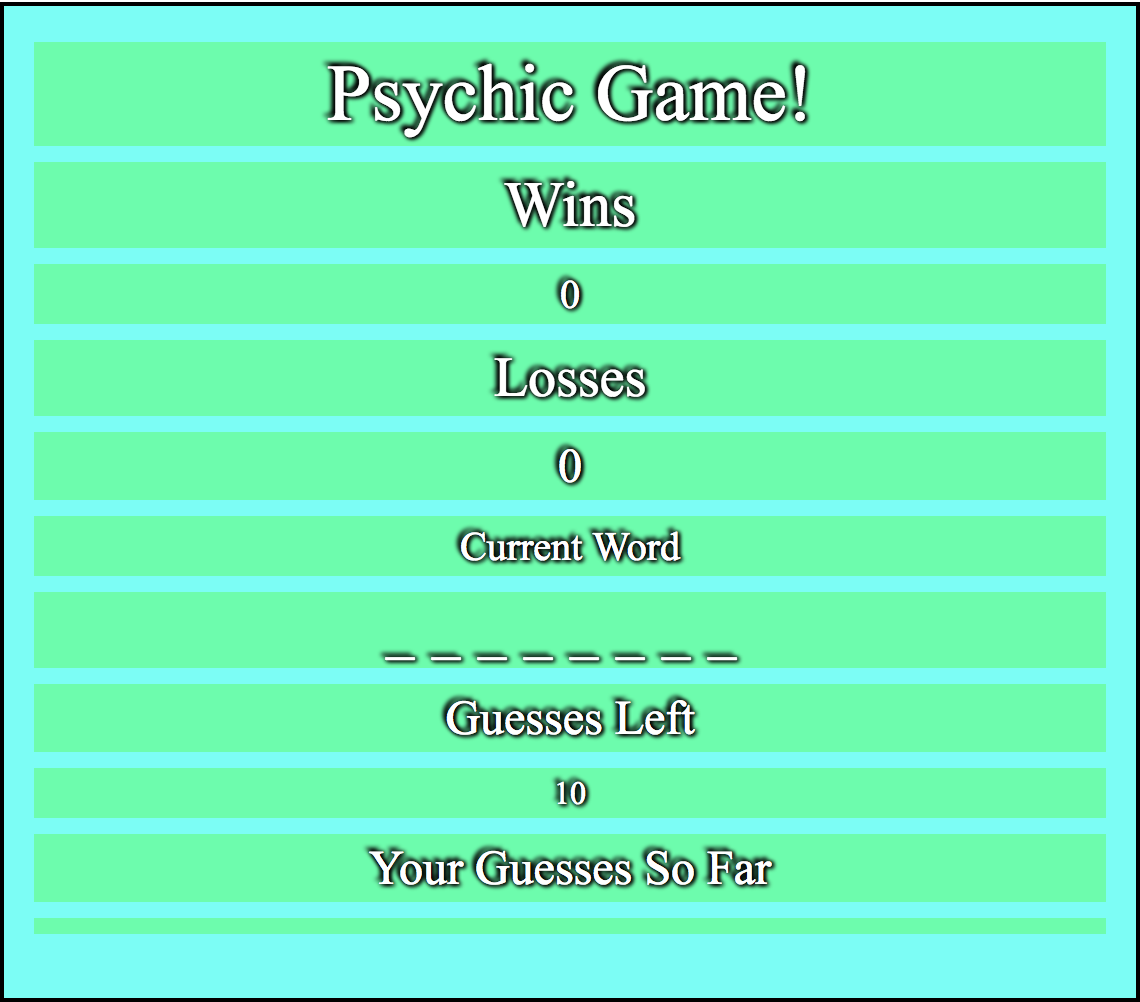 Psychic Game!
Wins
0
Losses
0
Current Word
_ _ _ _ _ _ _ _
Guesses Left
10
Your Guesses So Far